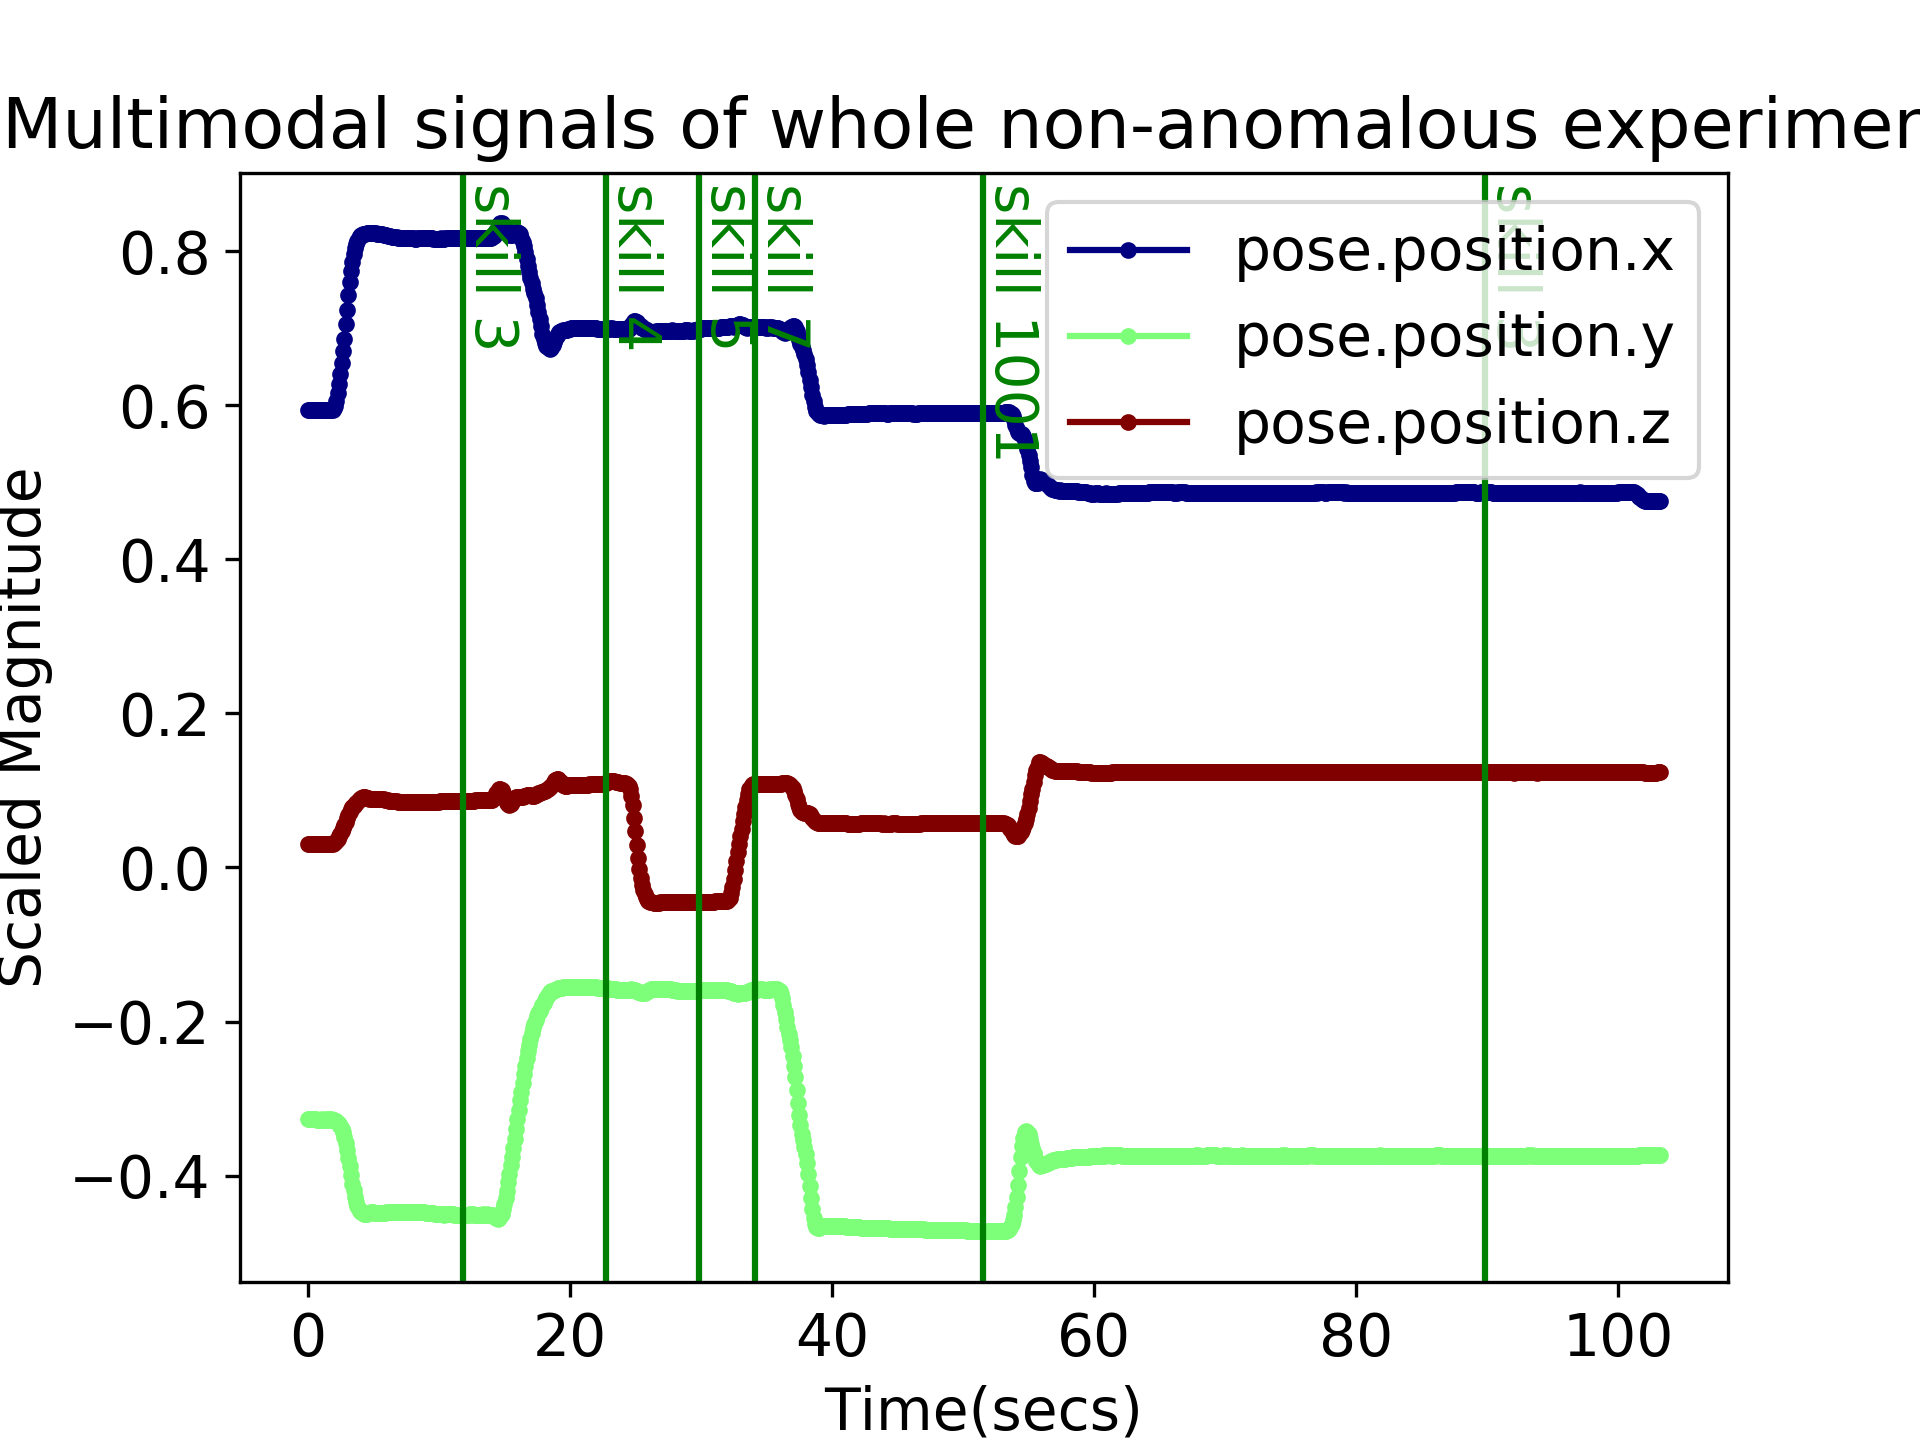 Multimodal signals of whole non-anomalous experimen
Scaled Magnitude
0.8
0.6
0.4
0.2
0.0
−0.2
−0.4
skill 3
skill 4
skill 5
skill 7
skill 1001
skill
pose.position.x
pose.position.y
pose.position.z
0
20
40
60
80
100
Time(secs)